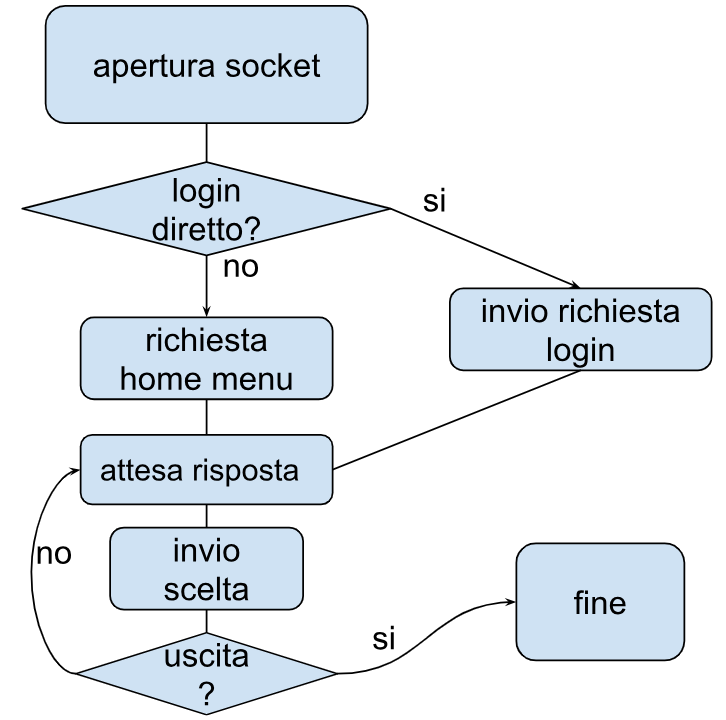 apertura socket
login
diretto?
si
no
invio richiesta
login
richiesta
home menu
attesa risposta
no
invio
scelta
fine
si
uscita
?